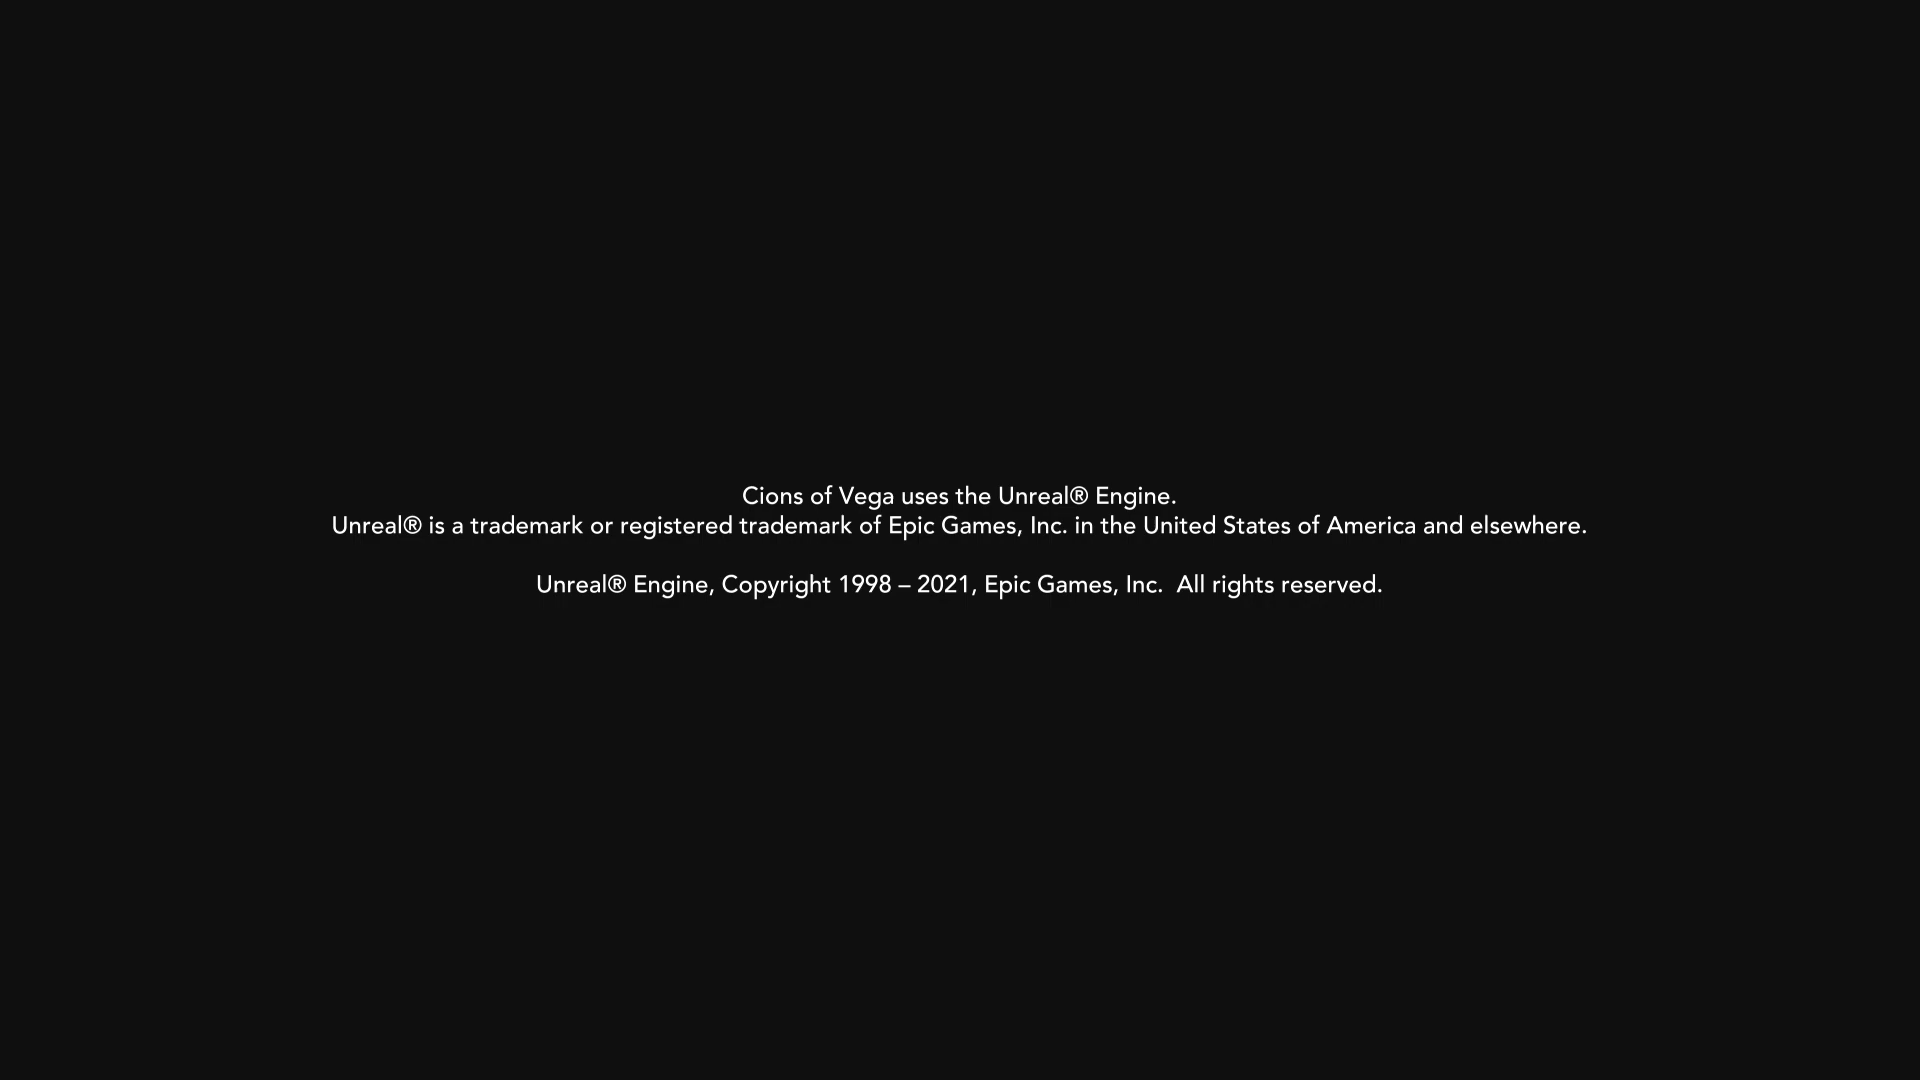 Cions of Vega uses the Unreal® Engine.
Unreal® is a trademark or registered trademark of Epic Games, Inc. in the United States of America and elsewhere.
Unreal® Engine, Copyright 1998 – 2021, Epic Games, Inc.  All rights reserved.